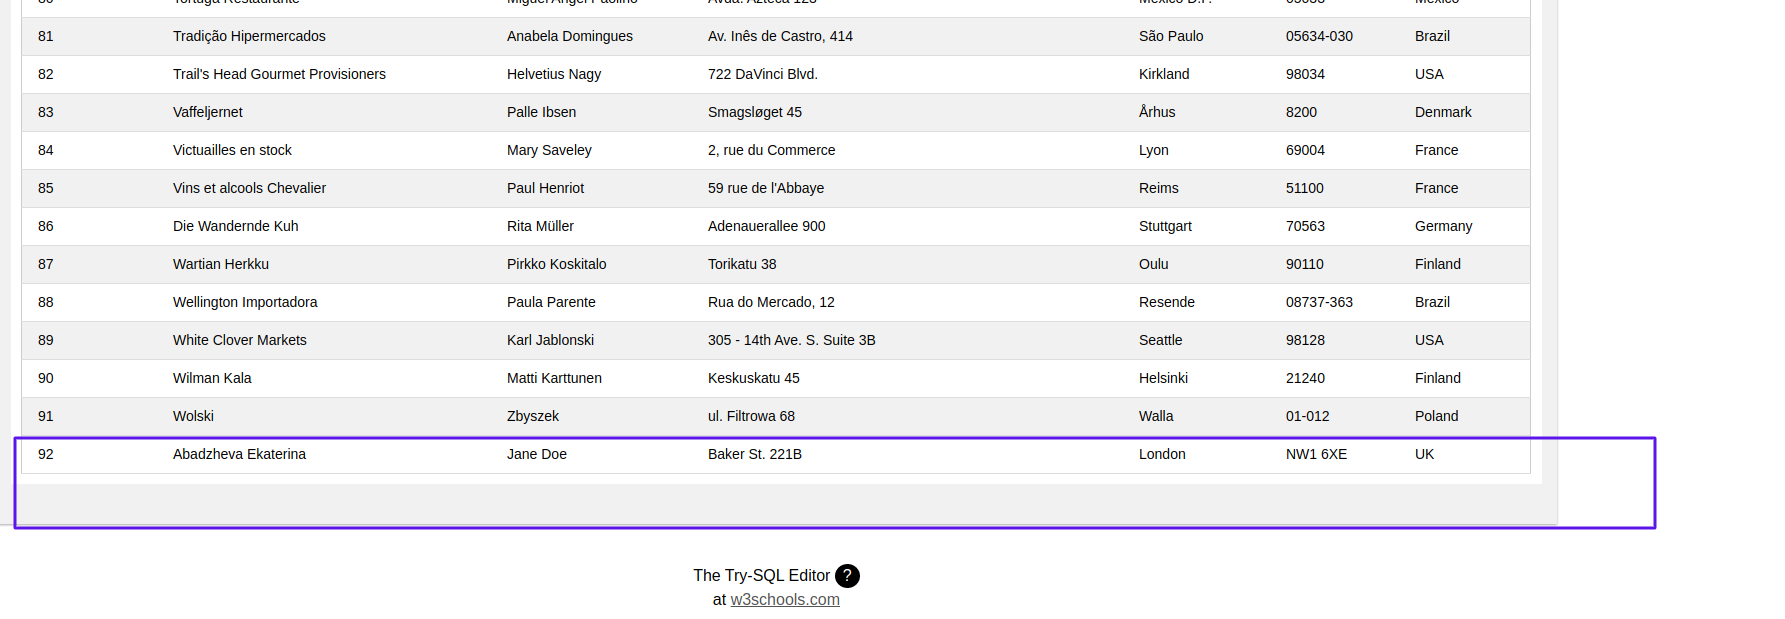 81 Tradição Hipermercados Anabela Domingues Av. Inês de Castro, 414 São Paulo 05634-030 Brazil
82 Trail's Head Gourmet Provisioners Helvetius Nagy 722 DaVinci Blvd. Kirkland 98034 USA
83 Vaffeljernet Palle Ibsen Smagsløget 45 Århus 8200 Denmark
84 Victuailles en stock Mary Saveley 2, rue du Commerce Lyon 69004 France
85 Vins et alcools Chevalier Paul Henriot 59 rue de l'Abbaye Reims 51100 France
86 Die Wandernde Kuh Rita Müller Adenauerallee 900 Stuttgart 70563 Germany
87 Wartian Herkku Pirkko Koskitalo Torikatu 38 Oulu 90110 Finland
88 Wellington Importadora Paula Parente Rua do Mercado, 12 Resende 08737-363 Brazil
89 White Clover Markets Karl Jablonski 305 - 14th Ave. S. Suite 3B Seattle 98128 USA
90 Wilman Kala Matti Karttunen Keskuskatu 45 Helsinki 21240 Finland
91 Wolski Zbyszek ul. Filtrowa 68 Walla 01-012 Poland
92 Abadzheva Ekaterina Jane Doe Baker St. 221B London NW1 6XE UK
The Try-SQL Editor ?
at w3schools.com